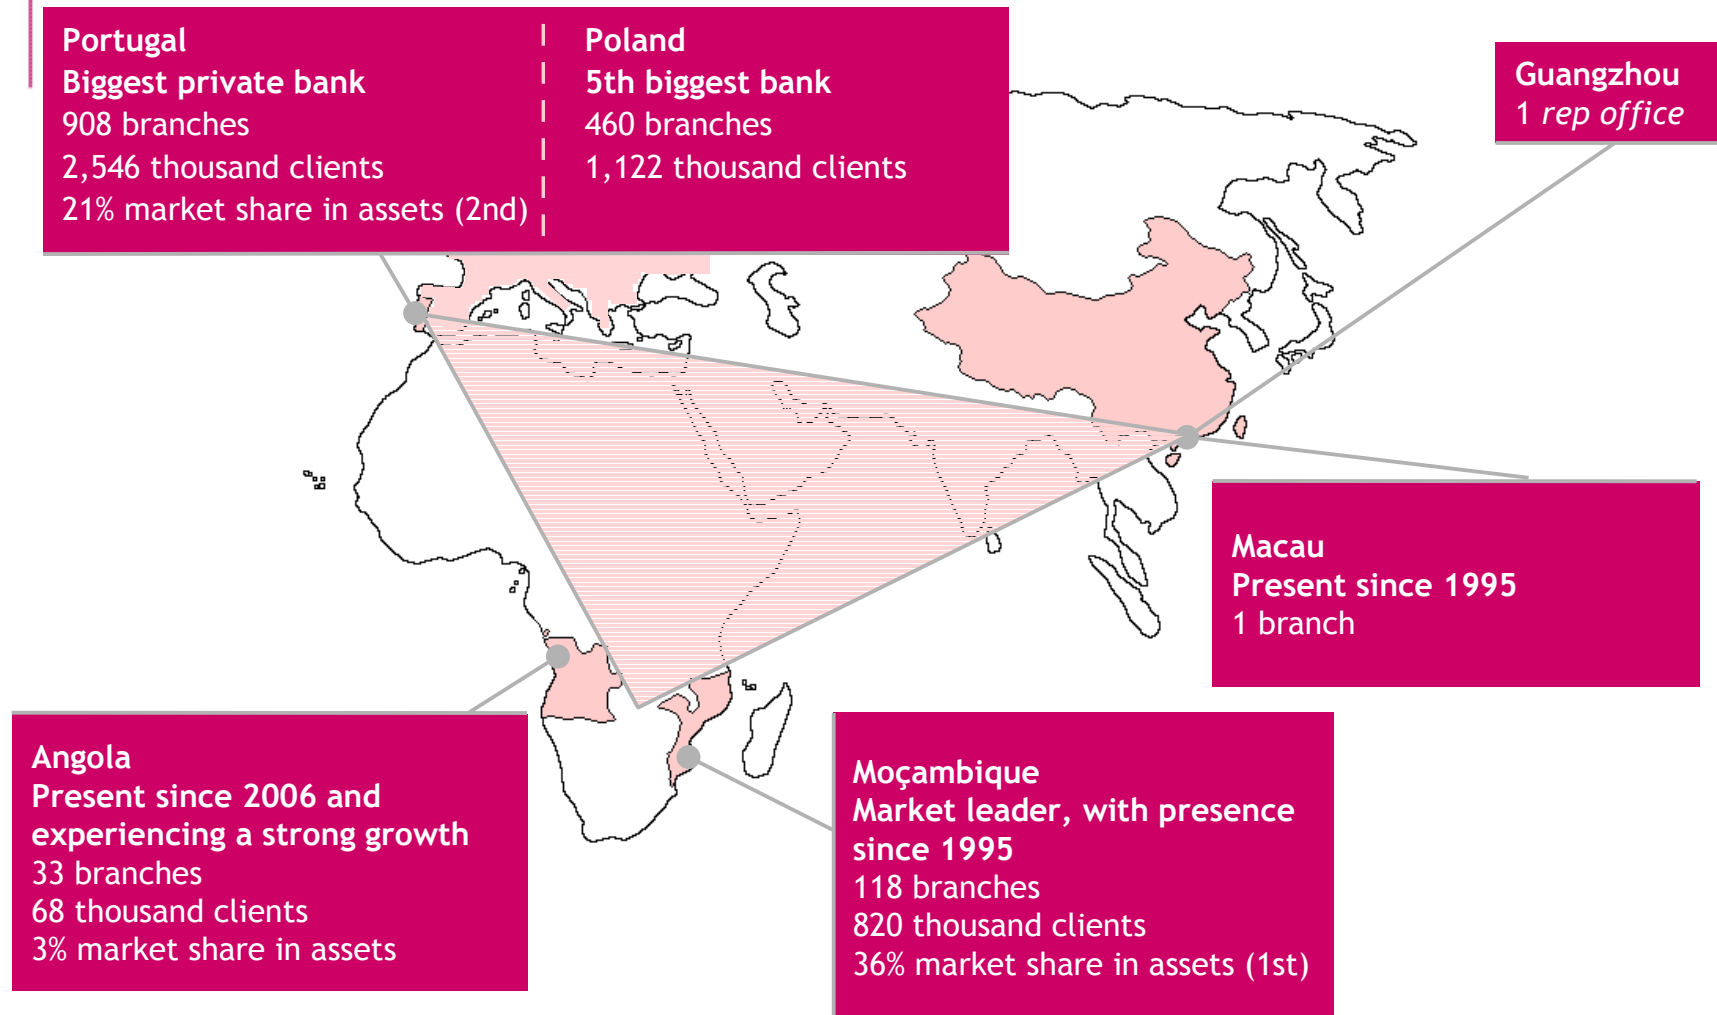 Portugal
Biggest private bank
908 branches
2,546 thousand clients
21% market share in assets (2nd)
Poland
5th biggest bank
460 branches
1,122 thousand clients
Guangzhou
1 rep office
Macau
Present since 1995
1 branch
Angola
Present since 2006 and
experiencing a strong growth
33 branches
68 thousand clients
3% market share in assets
Moçambique
Market leader, with presence
since 1995
118 branches
820 thousand clients
36% market share in assets (1st)